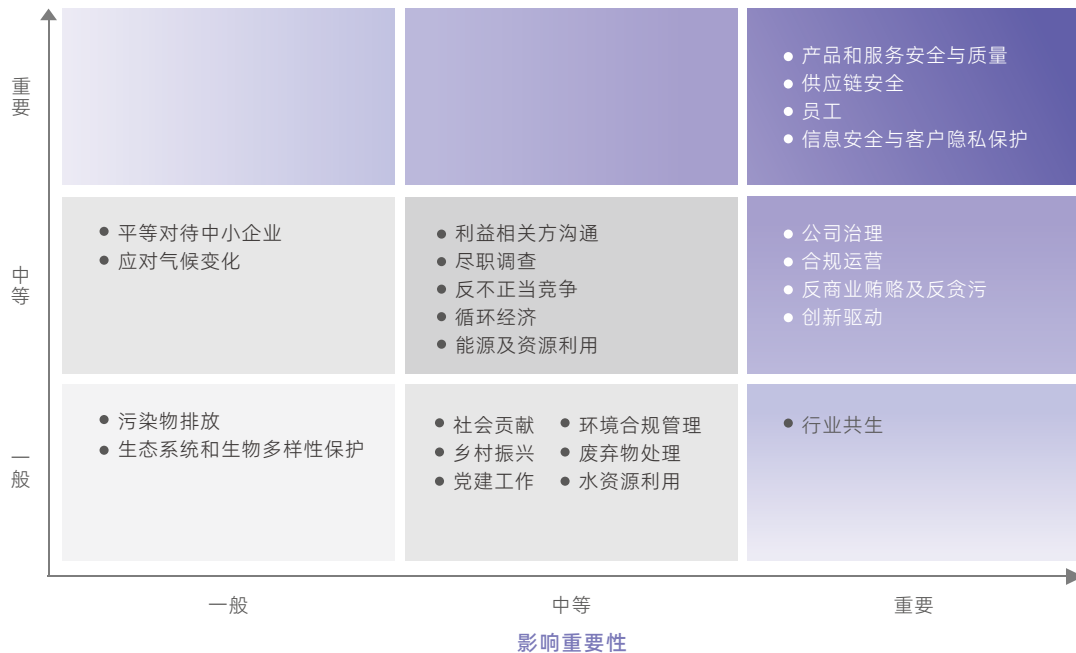 重要
产品和服务安全与质量
供应链安全
员工
信息安全与客户隐私保护
中等
平等对待中小企业
应对气候变化
利益相关方沟通
尽职调查
反不正当竞争
循环经济
能源及资源利用
公司治理
合规运营
反商业贿赂及反贪污
创新驱动
一般
污染物排放
生态系统和生物多样性保护
社会贡献
乡村振兴
党建工作
环境合规管理
废弃物处理
水资源利用
行业共生
一般
中等
重要
影响重要性